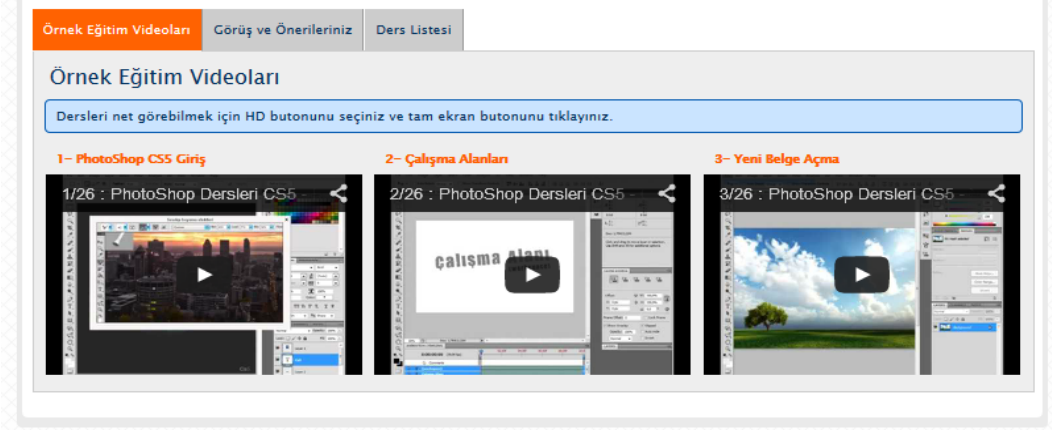 Örnek Eğitim Videoları
Görüş ve Önerileriniz
Ders Listesi
Örnek Eğitim Videoları
Dersleri net görebilmek için HD butonunu seçiniz ve tam ekran butonunu tıklayınız.
1- PhotoShop CS5 Giriş
2- Çalışma Alanları
3- Yeni Belge Açma
1/26 : PhotoShop Dersleri CS5 -
2/26 : PhotoShop Dersleri CS5 -
3/26 : PhotoShop Dersleri CS5 -
çalışma alanı